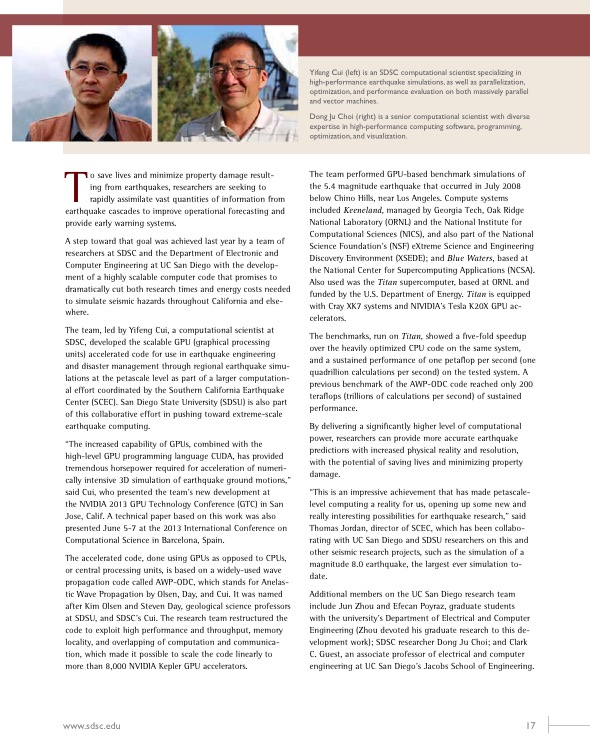 Yifeng Cui (left) is an SDSC computational scientist specializing in
high-performance earthquake simulations, as well as parallelization,
optimization, and performance evaluation on both massively parallel
and vector machines.
Dong Ju Choi (right) is a senior computational scientist with diverse
expertise in high-performance computing software, programming,
optimization, and visualization.
To save lives and minimize property damage result-
ing from earthquakes, researchers are seeking to
rapidly assimilate vast quantities of information from
earthquake cascades to improve operational forecasting and
provide early warning systems.
A step toward that goal was achieved last year by a team of
researchers at SDSC and the Department of Electronic and
Computer Engineering at UC San Diego with the develop-
ment of a highly scalable computer code that promises to
dramatically cut both research times and energy costs needed
to simulate seismic hazards throughout California and else-
where.
The team, led by Yifeng Cui, a computational scientist at
SDSC, developed the scalable GPU (graphical processing
units) accelerated code for use in earthquake engineering
and disaster management through regional earthquake simu-
lations at the petascale level as part of a larger computation-
al effort coordinated by the Southern California Earthquake
Center (SCEC). San Diego State University (SDSU) is also part
of this collaborative effort in pushing toward extreme-scale
earthquake computing.
“The increased capability of GPUs, combined with the
high-level GPU programming language CUDA, has provided
tremendous horsepower required for acceleration of numeri-
cally intensive 3D simulation of earthquake ground motions,”
said Cui, who presented the team’s new development at
the NVIDIA 2013 GPU Technology Conference (GTC) in San
Jose, Calif. A technical paper based on this work was also
presented June 5-7 at the 2013 International Conference on
Computational Science in Barcelona, Spain.
The accelerated code, done using GPUs as opposed to CPUs,
or central processing units, is based on a widely-used wave
propagation code called AWP-ODC, which stands for Anelas-
tic Wave Propagation by Olsen, Day, and Cui. It was named
after Kim Olsen and Steven Day, geological science professors
at SDSU, and SDSC’s Cui. The research team restructured the
code to exploit high performance and throughput, memory
locality, and overlapping of computation and communica-
tion, which made it possible to scale the code linearly to
more than 8,000 NVIDIA Kepler GPU accelerators.
The team performed GPU-based benchmark simulations of
the 5.4 magnitude earthquake that occurred in July 2008
below Chino Hills, near Los Angeles. Compute systems
included Keeneland, managed by Georgia Tech, Oak Ridge
National Laboratory (ORNL) and the National Institute for
Computational Sciences (NICS), and also part of the National
Science Foundation’s (NSF) eXtreme Science and Engineering
Discovery Environment (XSEDE); and Blue Waters, based at
the National Center for Supercomputing Applications (NCSA).
Also used was the Titan supercomputer, based at ORNL and
funded by the U.S. Department of Energy. Titan is equipped
with Cray XK7 systems and NVIDIA’s Tesla K20X GPU ac-
celerators.
The benchmarks, run on Titan, showed a five-fold speedup
over the heavily optimized CPU code on the same system,
and a sustained performance of one petaflop per second (one
quadrillion calculations per second) on the tested system. A
previous benchmark of the AWP-ODC code reached only 200
teraflops (trillions of calculations per second) of sustained
performance.
By delivering a significantly higher level of computational
power, researchers can provide more accurate earthquake
predictions with increased physical reality and resolution,
with the potential of saving lives and minimizing property
damage.
“This is an impressive achievement that has made petascale-
level computing a reality for us, opening up some new and
really interesting possibilities for earthquake research,” said
Thomas Jordan, director of SCEC, which has been collabo-
rating with UC San Diego and SDSU researchers on this and
other seismic research projects, such as the simulation of a
magnitude 8.0 earthquake, the largest ever simulation to-
date.
Additional members on the UC San Diego research team
include Jun Zhou and Efecan Poyraz, graduate students
with the university’s Department of Electrical and Computer
Engineering (Zhou devoted his graduate research to this de-
velopment work); SDSC researcher Dong Ju Choi; and Clark
C. Guest, an associate professor of electrical and computer
engineering at UC San Diego’s Jacobs School of Engineering.
www.sdsc.edu
17